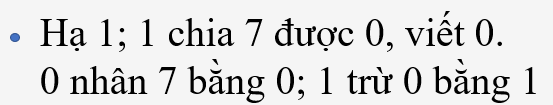 • Hạ 1; 1 chia 7 được 0, viết 0.
0 nhân 7 bằng 0; 1 trừ 0 bằng 1